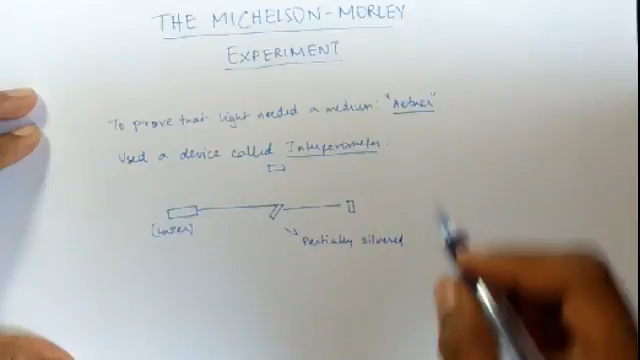 THE MICHELSON-MORLEY
EXPERIMENT
To prove that light needed a medium: "Aether"
Used a device called Interferometer.
(Laser)
Partially silvered